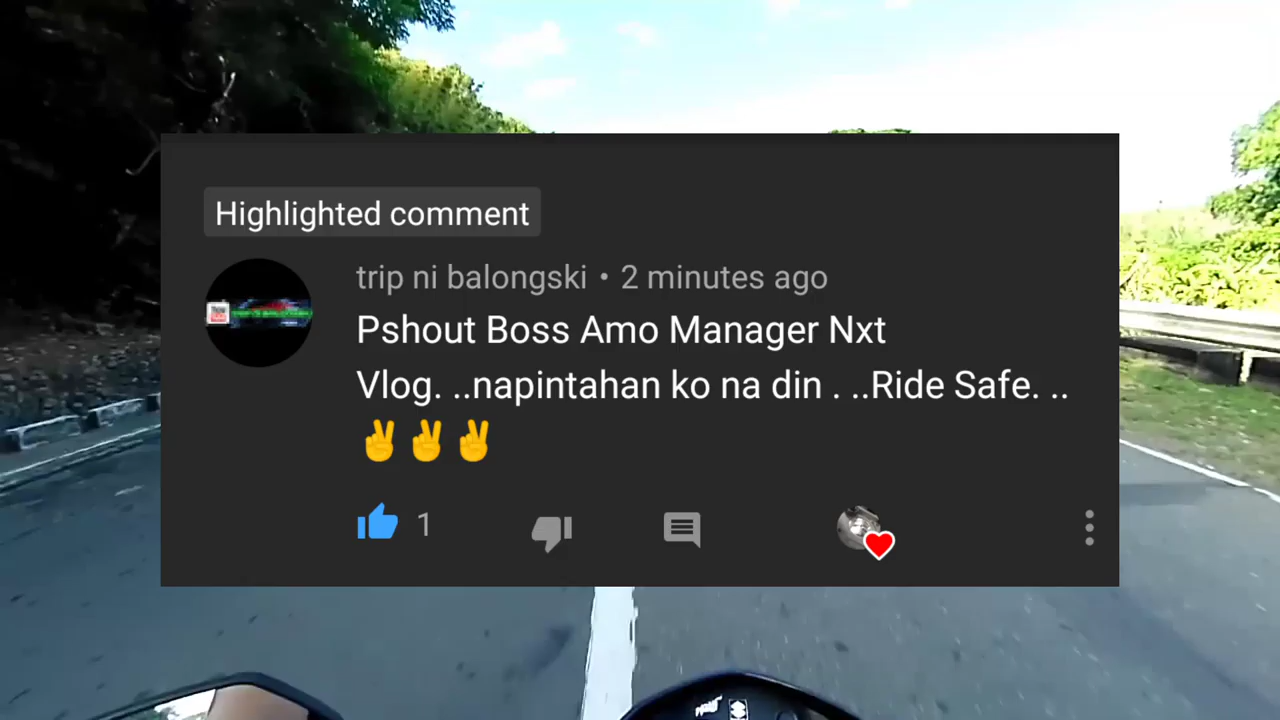 Highlighted comment
trip ni balongski • 2 minutes ago
Pshout Boss Amo Manager Nxt
Vlog. ..napintahan ko na din . ..Ride Safe. ..
✌✌✌
1